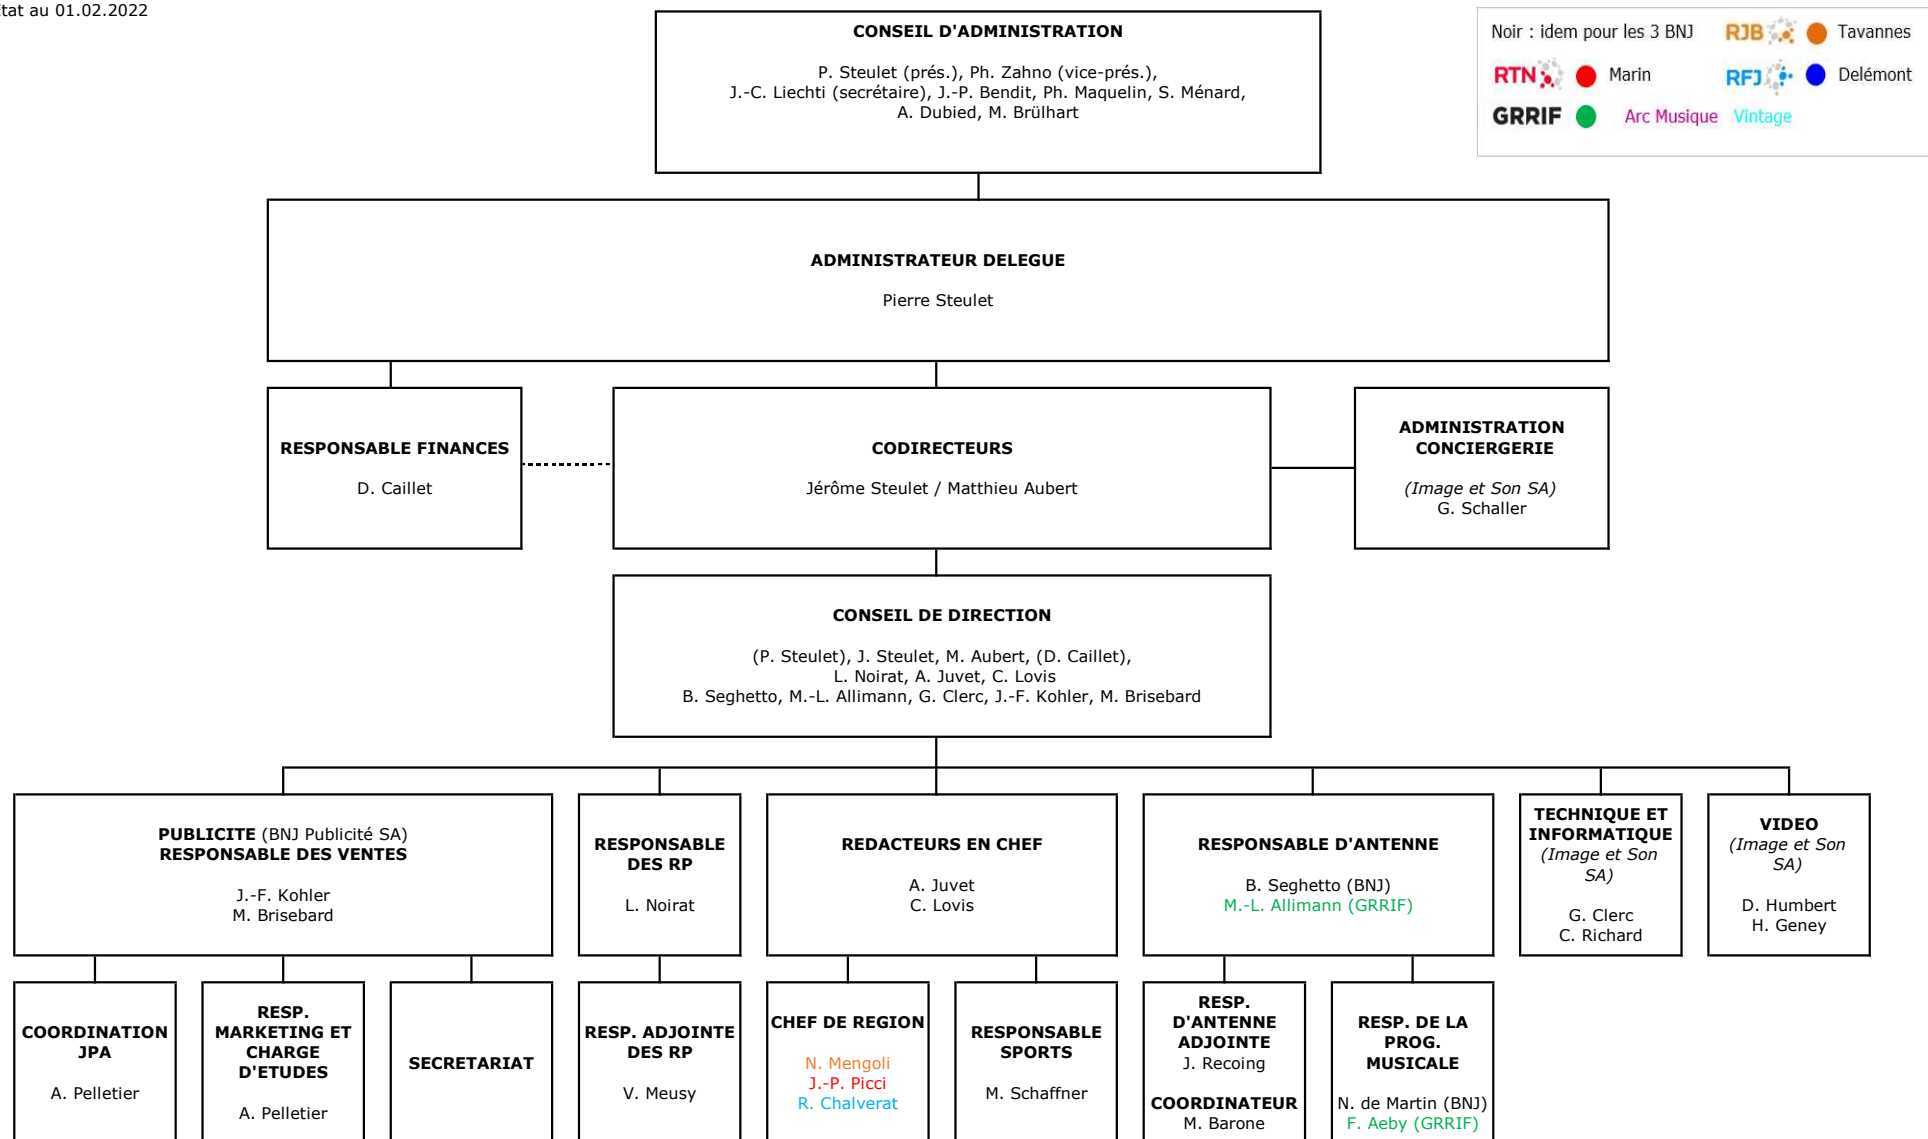 Etat au 01.02.2022
CONSEIL D'ADMINISTRATION
P. Steulet (prés.), Ph. Zahno (vice-prés.),
J.-C. Liechti (secrétaire), J.-P. Bendit, Ph. Maquelin, S. Ménard,
A. Dubied, M. Brülhart
Noir : idem pour les 3 BNJ
RJB Tavannes
RTN Marin
RFJ Delémont
GRRIF Arc Musique Vintage
ADMINISTRATEUR DELEGUE
Pierre Steulet
RESPONSABLE FINANCES
D. Caillet
CODIRECTEURS
Jérôme Steulet / Matthieu Aubert
ADMINISTRATION
CONCIERGERIE
(Image et Son SA)
G. Schaller
CONSEIL DE DIRECTION
(P. Steulet), J. Steulet, M. Aubert, (D. Caillet),
L. Noirat, A. Juvet, C. Lovis
B. Seghetto, M.-L. Allimann, G. Clerc, J.-F. Kohler, M. Brisebard
PUBLICITE (BNJ Publicité SA)
RESPONSABLE DES VENTES
J.-F. Kohler
M. Brisebard
RESPONSABLE
DES RP
L. Noirat
REDACTEURS EN CHEF
A. Juvet
C. Lovis
RESPONSABLE D'ANTENNE
B. Seghetto (BNJ)
M.-L. Allimann (GRRIF)
TECHNIQUE ET
INFORMATIQUE
(Image et Son
SA)
G. Clerc
C. Richard
VIDEO
(Image et Son
SA)
D. Humbert
H. Geney
COORDINATION
JPA
A. Pelletier
RESP.
MARKETING ET
CHARGE
D'ETUDES
A. Pelletier
SECRETARIAT
RESP. ADJOINTE
DES RP
V. Meusy
CHEF DE REGION
N. Mengoli
J.-P. Picci
R. Chalverat
RESPONSABLE
SPORTS
M. Schaffner
RESP.
D'ANTENNE
ADJOINTE
J. Recoing
COORDINATEUR
M. Barone
RESP. DE LA
PROG.
MUSICALE
N. de Martin (BNJ)
F. Aeby (GRRIF)